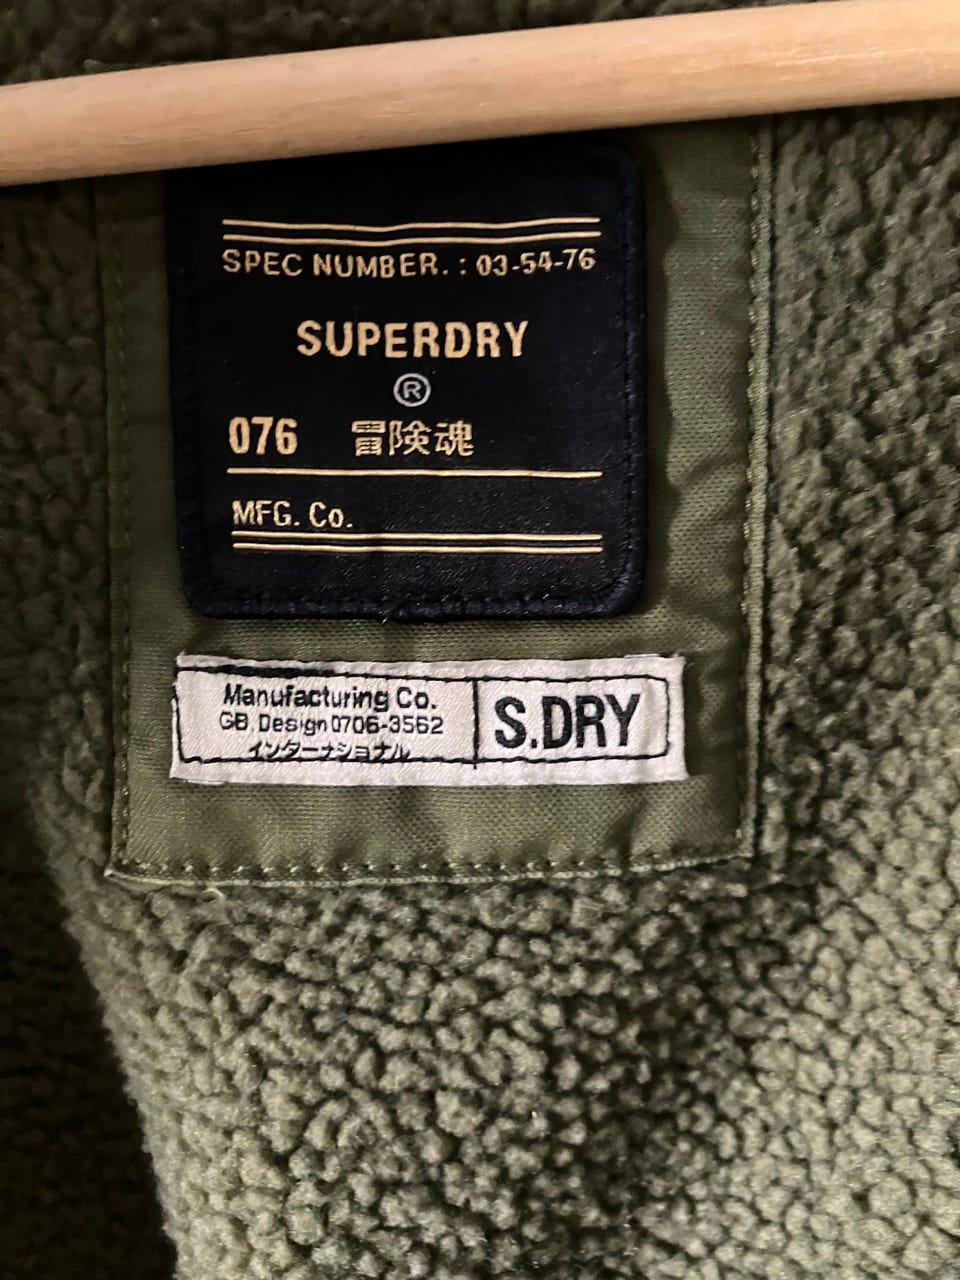 SPEC NUMBER. : 03-54-76
SUPERDRY
®
076 冒険魂
MFG. Co.
Manufacturing Co.
GB. Design 0706-3562
インターナショナル
S.DRY